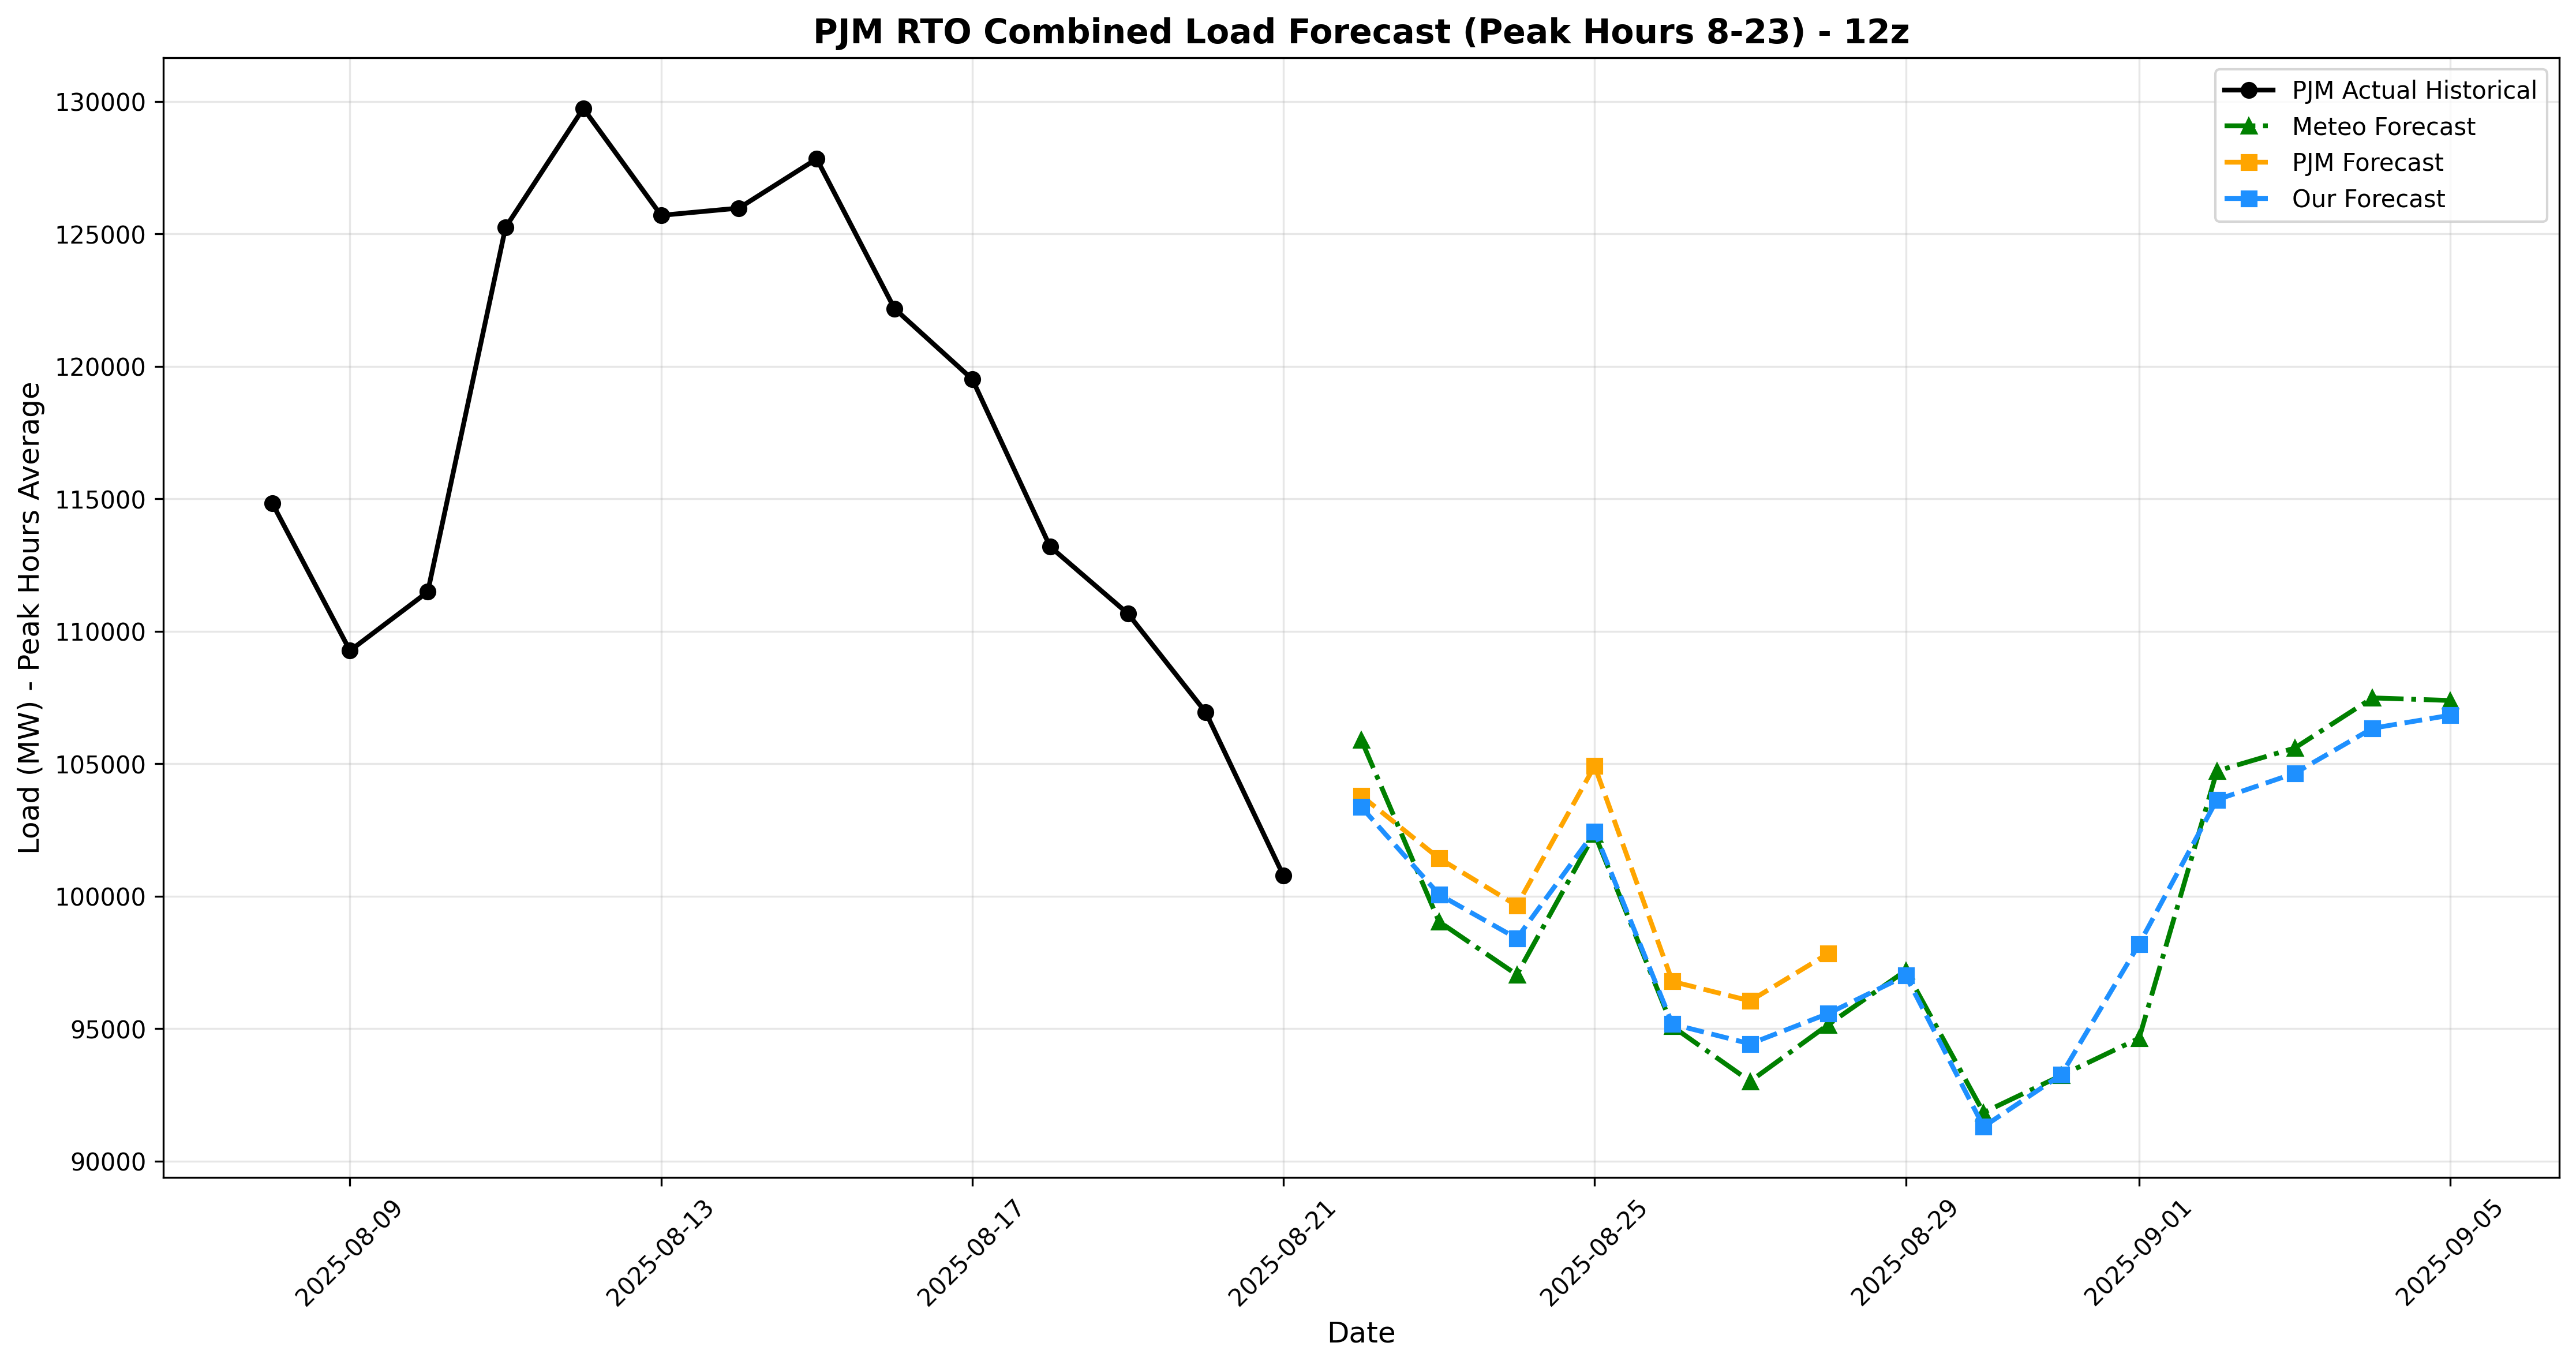 PJM RTO Combined Load Forecast (Peak Hours 8-23) - 12z
PJM Actual Historical
Meteo Forecast
PJM Forecast
Our Forecast
Load (MW) - Peak Hours Average
130000
125000
120000
115000
110000
105000
100000
95000
90000
2025-08-09
2025-08-13
2025-08-17
2025-08-21
2025-08-25
2025-08-29
2025-09-01
2025-09-05
Date